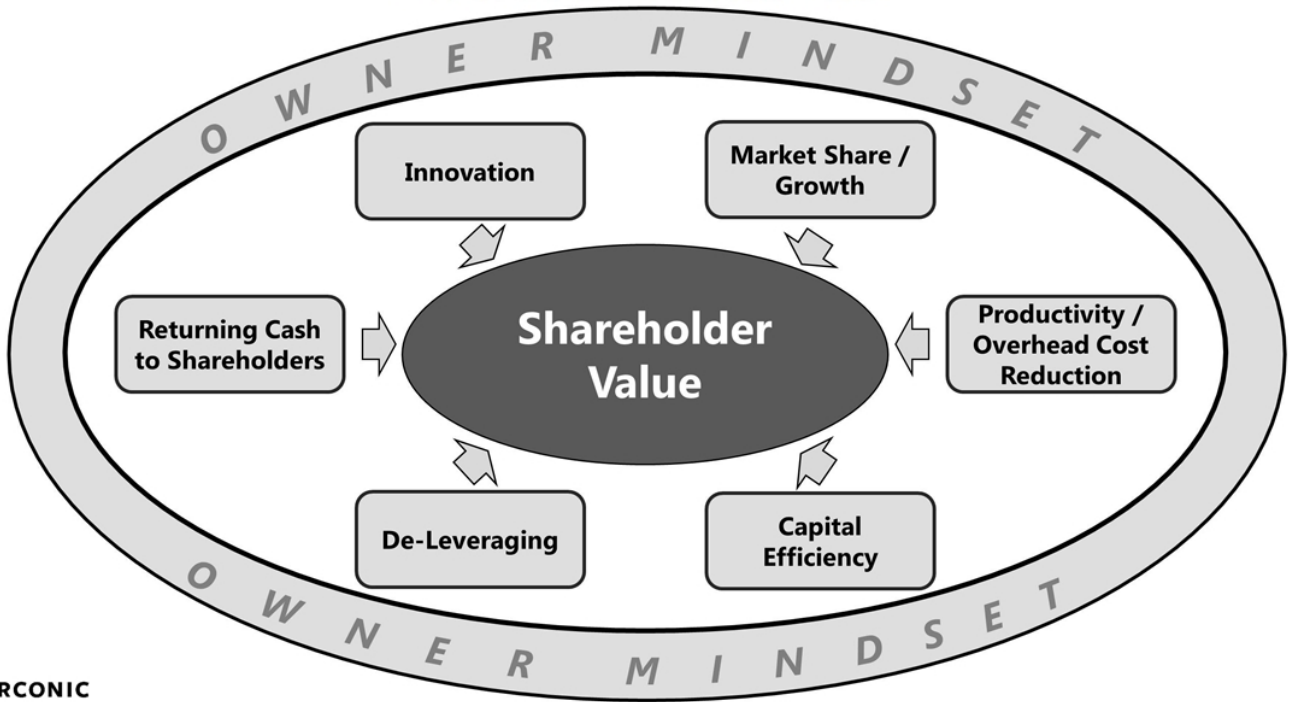 OWNER MINDSET
Innovation
Market Share /
Growth
Returning Cash
to Shareholders
Shareholder
Value
Productivity /
Overhead Cost
Reduction
De-Leveraging
Capital
Efficiency
OWNER MINDSET
RCONIC